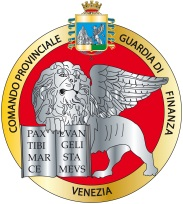 COMANDO PROVINCIALE GUARDIA DI FINANZA
PAX EVAN
TIBI GELI
MAR STA
CE MEVS
VENEZIA